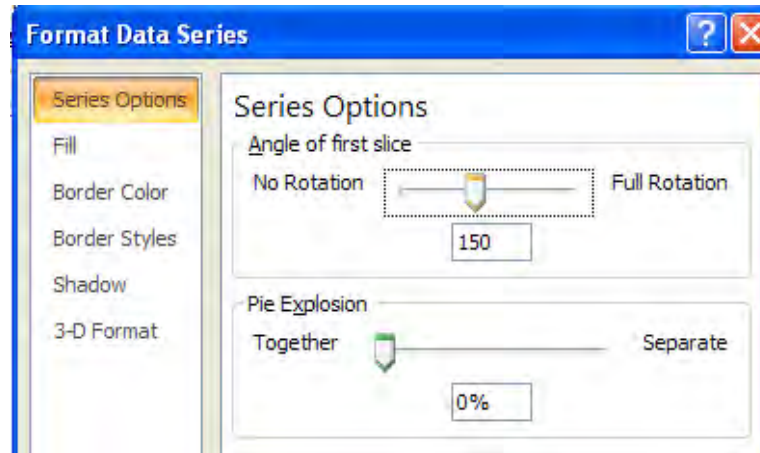 Format Data Series
Series Options
Fill
Border Color
Border Styles
Shadow
3-D Format
Series Options
Angle of first slice
No Rotation
Full Rotation
150
Pie Explosion
Together
Separate
0%